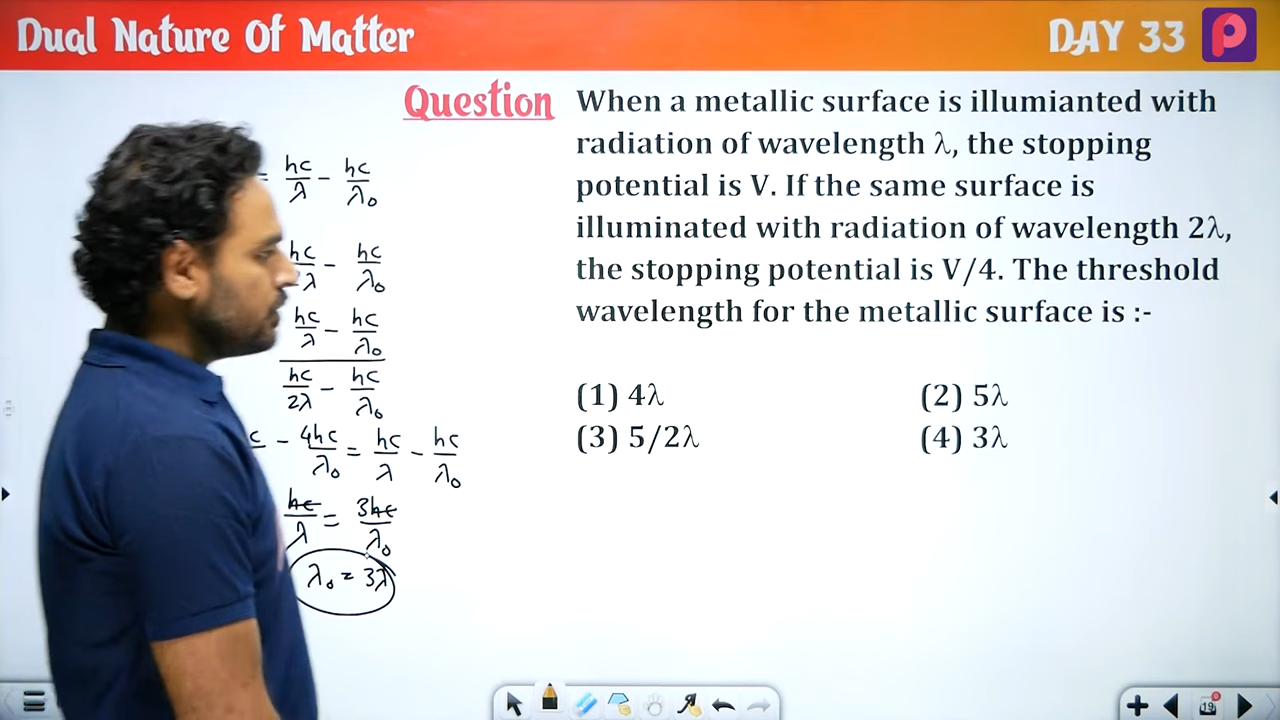 Dual Nature Of Matter
DAY 33
Question
When a metallic surface is illumianted with
radiation of wavelength λ, the stopping
potential is V. If the same surface is
illuminated with radiation of wavelength 2λ,
the stopping potential is V/4. The threshold
wavelength for the metallic surface is :-
(1) 4λ
(2) 5λ
(3) 5/2λ
(4) 3λ
= hc/λ - hc/λ₀
hc/λ - hc/λ₀
hc/λ - hc/λ₀
hc/2λ - hc/λ₀
c - 4hc/λ₀ = hc/λ - hc/λ₀
hc/λ = 3hc/λ₀
λ₀ = 3λ
19